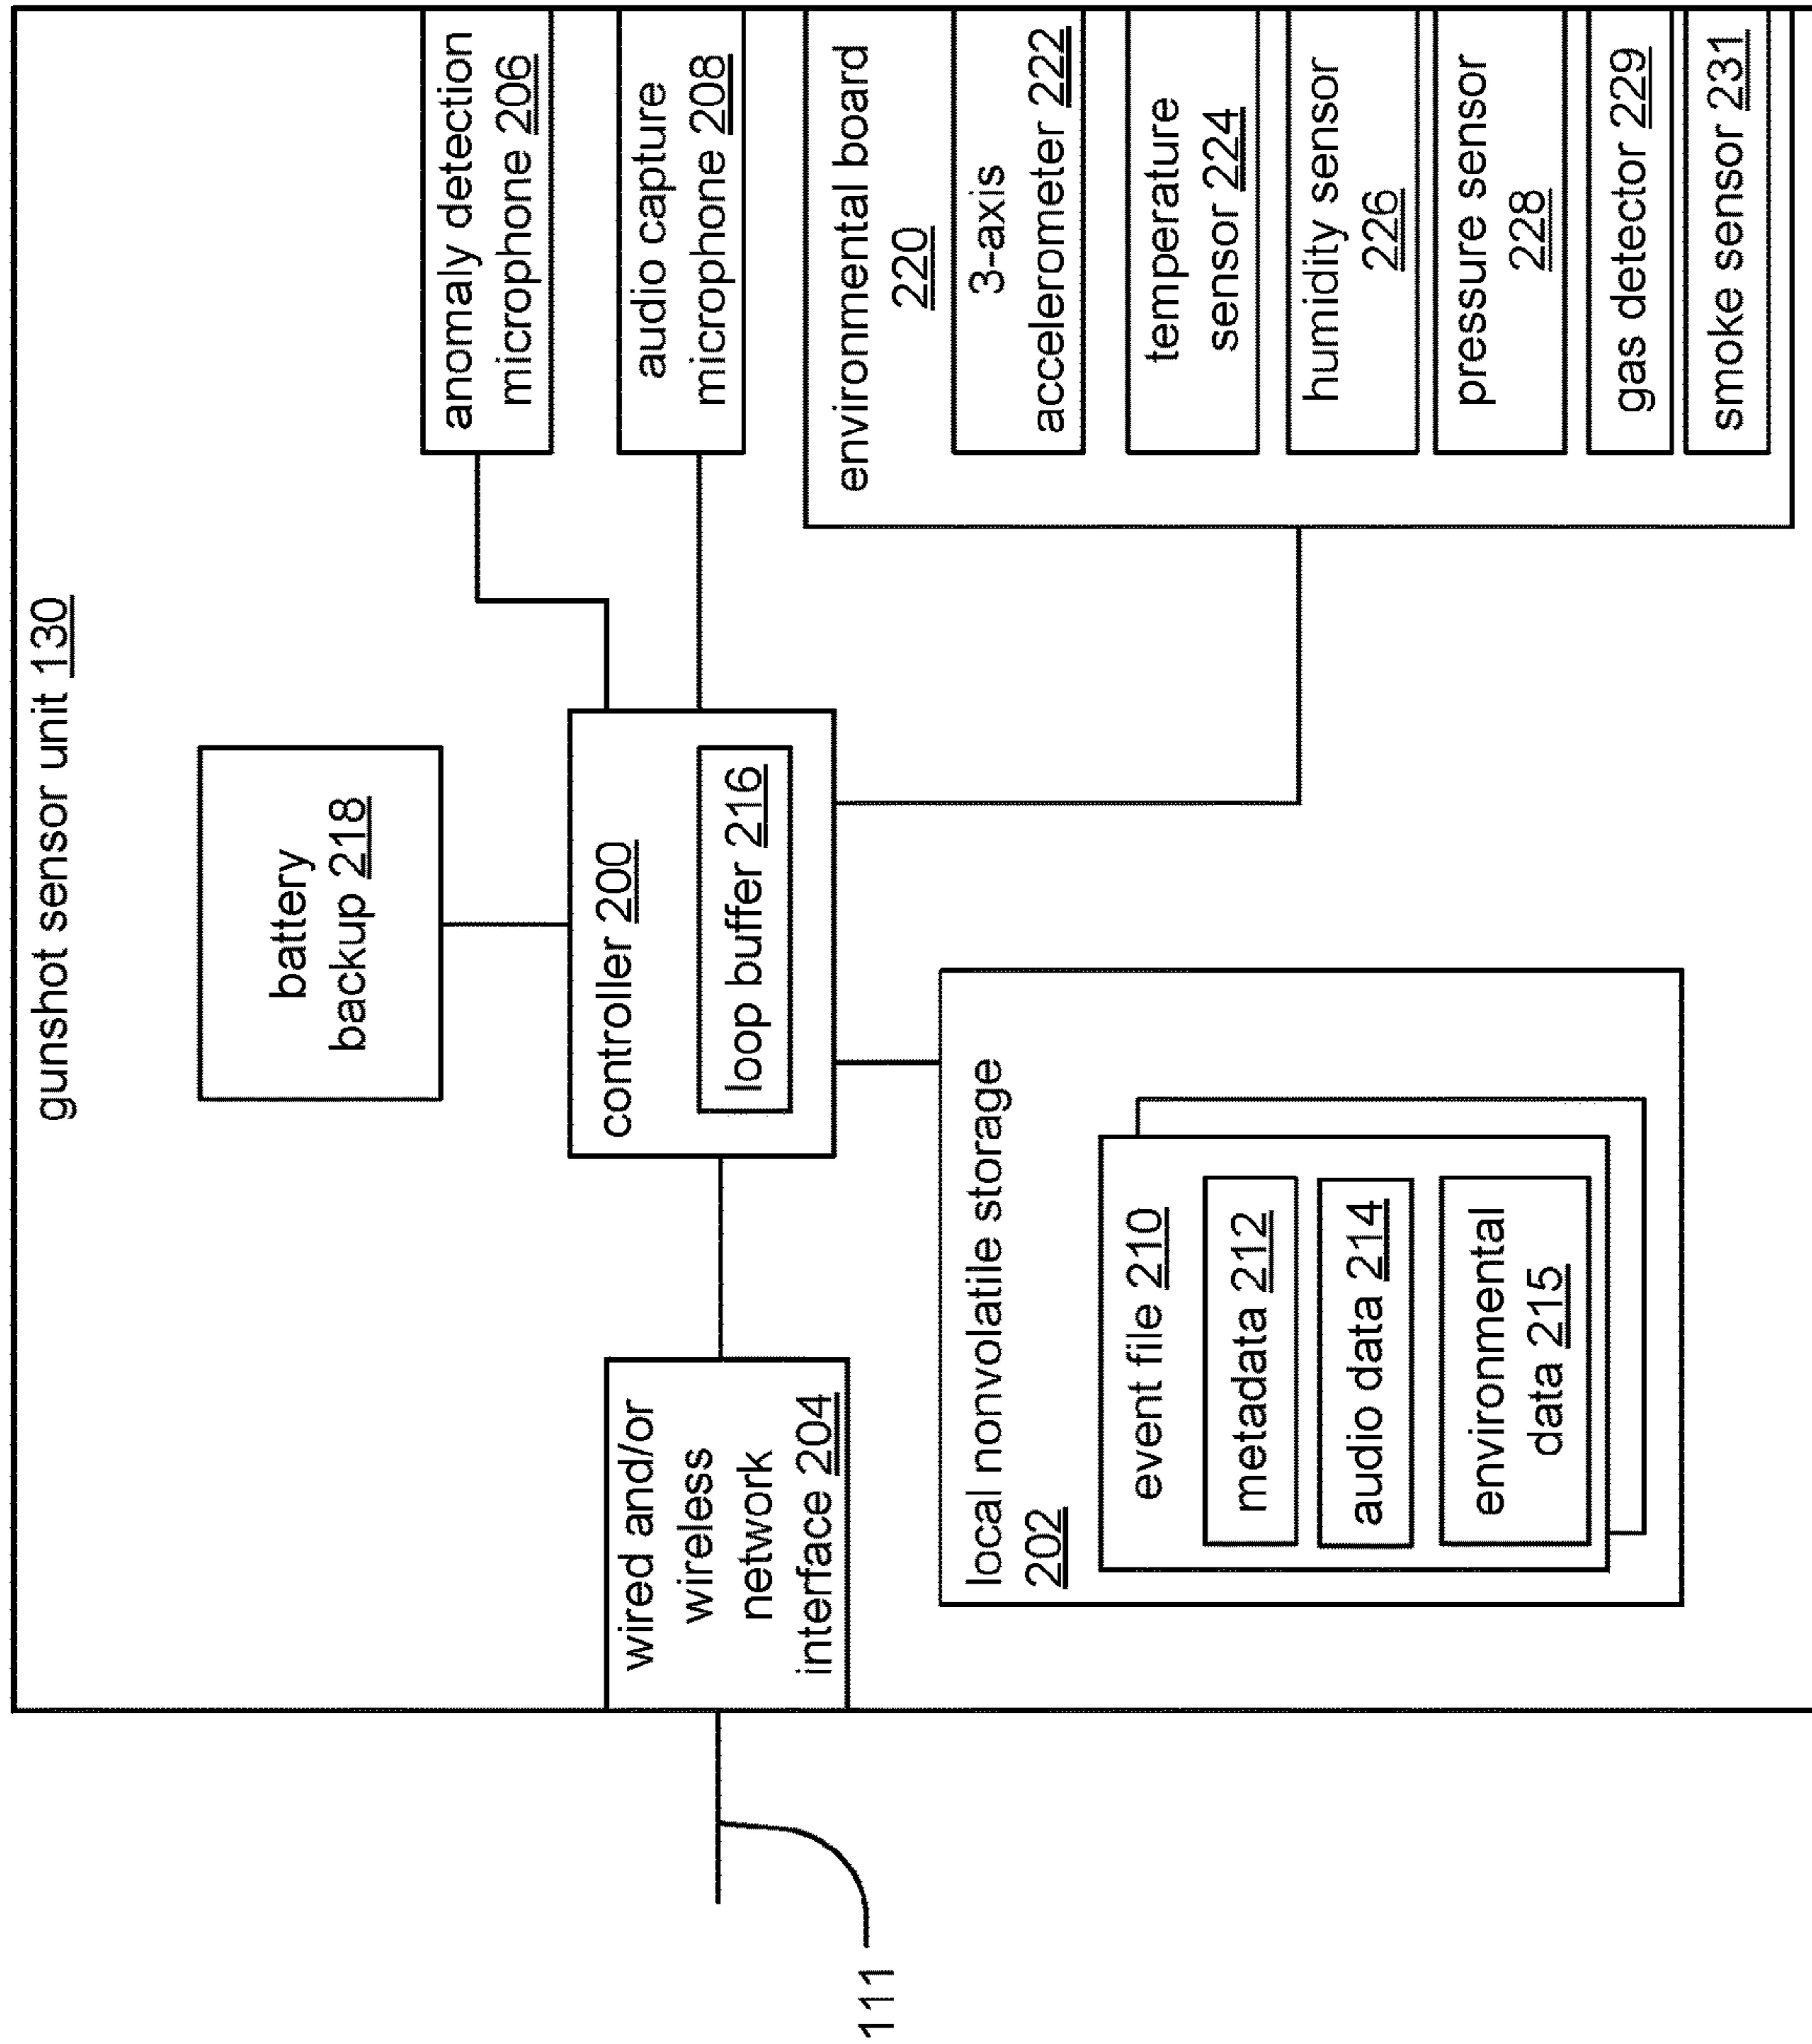 gunshot sensor unit 130
battery
backup 218
anomaly detection
microphone 206
controller 200
loop buffer 216
audio capture
microphone 208
wired and/or
wireless
network
interface 204
111
environmental board
220
3-axis
accelerometer 222
temperature
sensor 224
humidity sensor
226
pressure sensor
228
gas detector 229
smoke sensor 231
local nonvolatile storage
202
event file 210
metadata 212
audio data 214
environmental
data 215